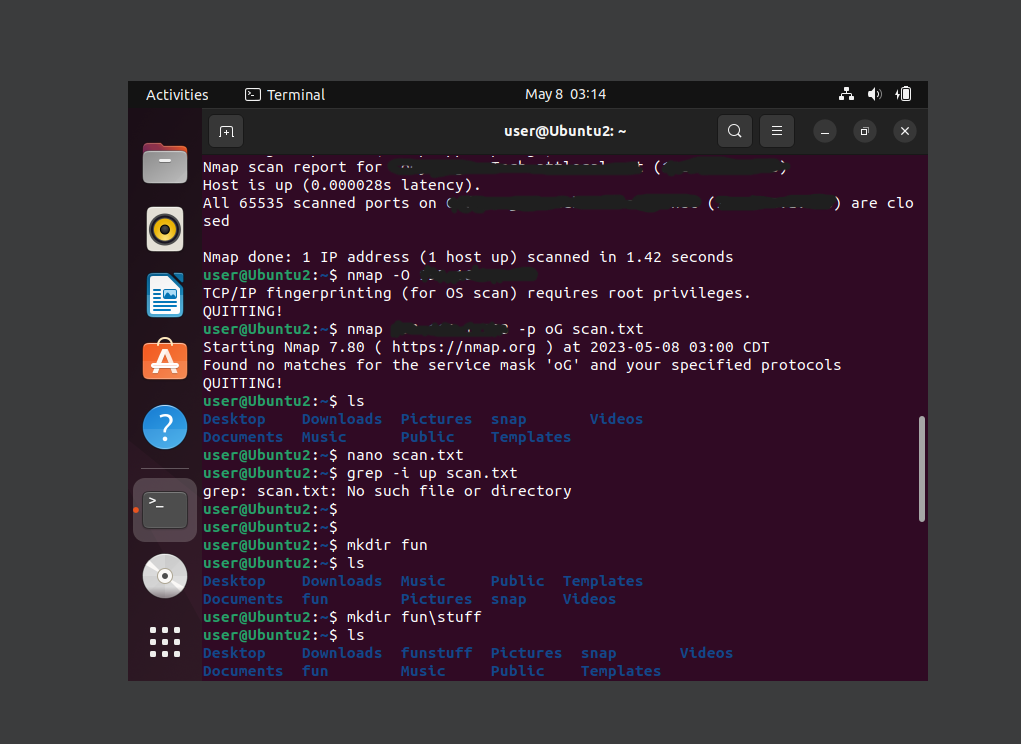 Activities Terminal May 8 03:14
user@Ubuntu2: ~
Nmap scan report for (
Host is up (0.000028s latency).
All 65535 scanned ports on ( ) are clo
sed
Nmap done: 1 IP address (1 host up) scanned in 1.42 seconds
user@Ubuntu2:~$ nmap -O
TCP/IP fingerprinting (for OS scan) requires root privileges.
QUITTING!
user@Ubuntu2:~$ nmap -p oG scan.txt
Starting Nmap 7.80 ( https://nmap.org ) at 2023-05-08 03:00 CDT
Found no matches for the service mask 'oG' and your specified protocols
QUITTING!
user@Ubuntu2:~$ ls
Desktop Downloads Pictures snap Videos
Documents Music Public Templates
user@Ubuntu2:~$ nano scan.txt
user@Ubuntu2:~$ grep -i up scan.txt
grep: scan.txt: No such file or directory
user@Ubuntu2:~$
user@Ubuntu2:~$
user@Ubuntu2:~$ mkdir fun
user@Ubuntu2:~$ ls
Desktop Downloads Music Public Templates
Documents fun Pictures snap Videos
user@Ubuntu2:~$ mkdir fun\stuff
user@Ubuntu2:~$ ls
Desktop Downloads funstuff Pictures snap Videos
Documents fun Music Public Templates